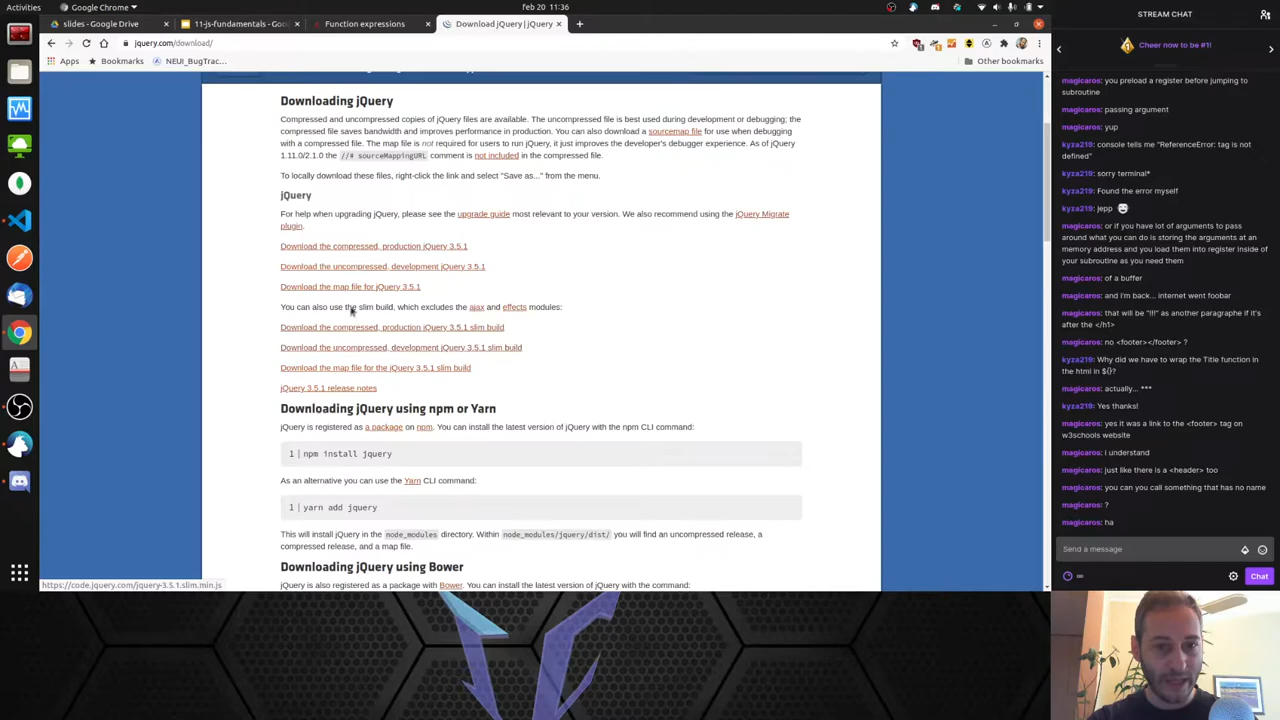 Activities
Google Chrome
feb 20 11:36
slides - Google Drive
11-js-fundamentals - Goo
Function expressions
Download jQuery | jQuery
jquery.com/download/
Apps
Bookmarks
NEUI_BugTrac...
Other bookmarks
Downloading jQuery
Compressed and uncompressed copies of jQuery files are available. The uncompressed file is best used during development or debugging; the
compressed file saves bandwidth and improves performance in production. You can also download a sourcemap file for use when debugging
with a compressed file. The map file is not required for users to run jQuery, it just improves the developer's debugger experience. As of jQuery
1.11.0/2.1.0 the //# sourceMappingURL comment is not included in the compressed file.
To locally download these files, right-click the link and select "Save as..." from the menu.
jQuery
For help when upgrading jQuery, please see the upgrade guide most relevant to your version. We also recommend using the jQuery Migrate
plugin.
Download the compressed, production jQuery 3.5.1
Download the uncompressed, development jQuery 3.5.1
Download the map file for jQuery 3.5.1
You can also use the slim build, which excludes the ajax and effects modules:
Download the compressed, production jQuery 3.5.1 slim build
Download the uncompressed, development jQuery 3.5.1 slim build
Download the map file for the jQuery 3.5.1 slim build
jQuery 3.5.1 release notes
Downloading jQuery using npm or Yarn
jQuery is registered as a package on npm. You can install the latest version of jQuery with the npm CLI command:
1 npm install jquery
As an alternative you can use the Yarn CLI command:
1 yarn add jquery
This will install jQuery in the node_modules directory. Within node_modules/jquery/dist/ you will find an uncompressed release, a
compressed release, and a map file.
Downloading jQuery using Bower
jQuery is also registered as a package with Bower. You can install the latest version of jQuery with the command:
https://code.jquery.com/jquery-3.5.1.slim.min.js
STREAM CHAT
Cheer now to be #1!
magicaros: you preload a register before jumping to
subroutine
magicaros: passing argument
magicaros: yup
kyza219: console tells me "ReferenceError: tag is not
defined"
kyza219: sorry terminal*
kyza219: Found the error myself
kyza219: jepp
magicaros: or if you have lot of arguments to pass
around what you can do is storing the arguments at an
memory address and you load them into register inside of
your subroutine as you need them
magicaros: of a buffer
magicaros: and i'm back... internet went foobar
magicaros: that will be "!!!" as another paragraphe if it's
after the </h1>
magicaros: no <footer></footer> ?
kyza219: Why did we have to wrap the Title function in
the html in ${}?
magicaros: actually... ***
kyza219: Yes thanks!
magicaros: yes it was a link to the <footer> tag on
w3schools website
magicaros: i understand
magicaros: just like there is a <header> too
magicaros: you can you call something that has no name
magicaros: ?
magicaros: ha
Send a message
Chat